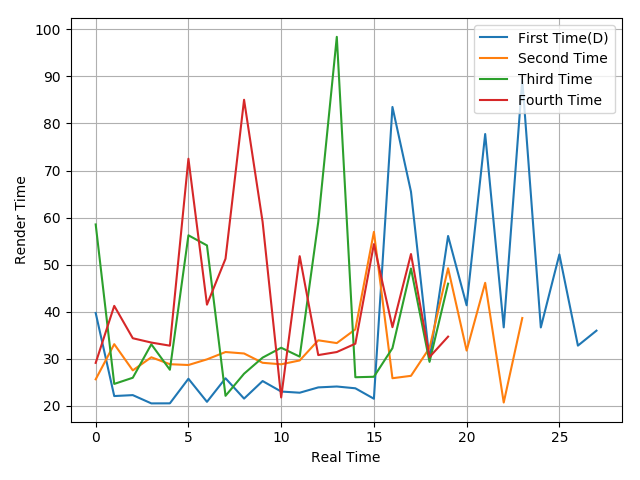 First Time(D)
Second Time
Third Time
Fourth Time
100
90
80
70
60
50
40
30
20
Render Time
0 5 10 15 20 25
Real Time